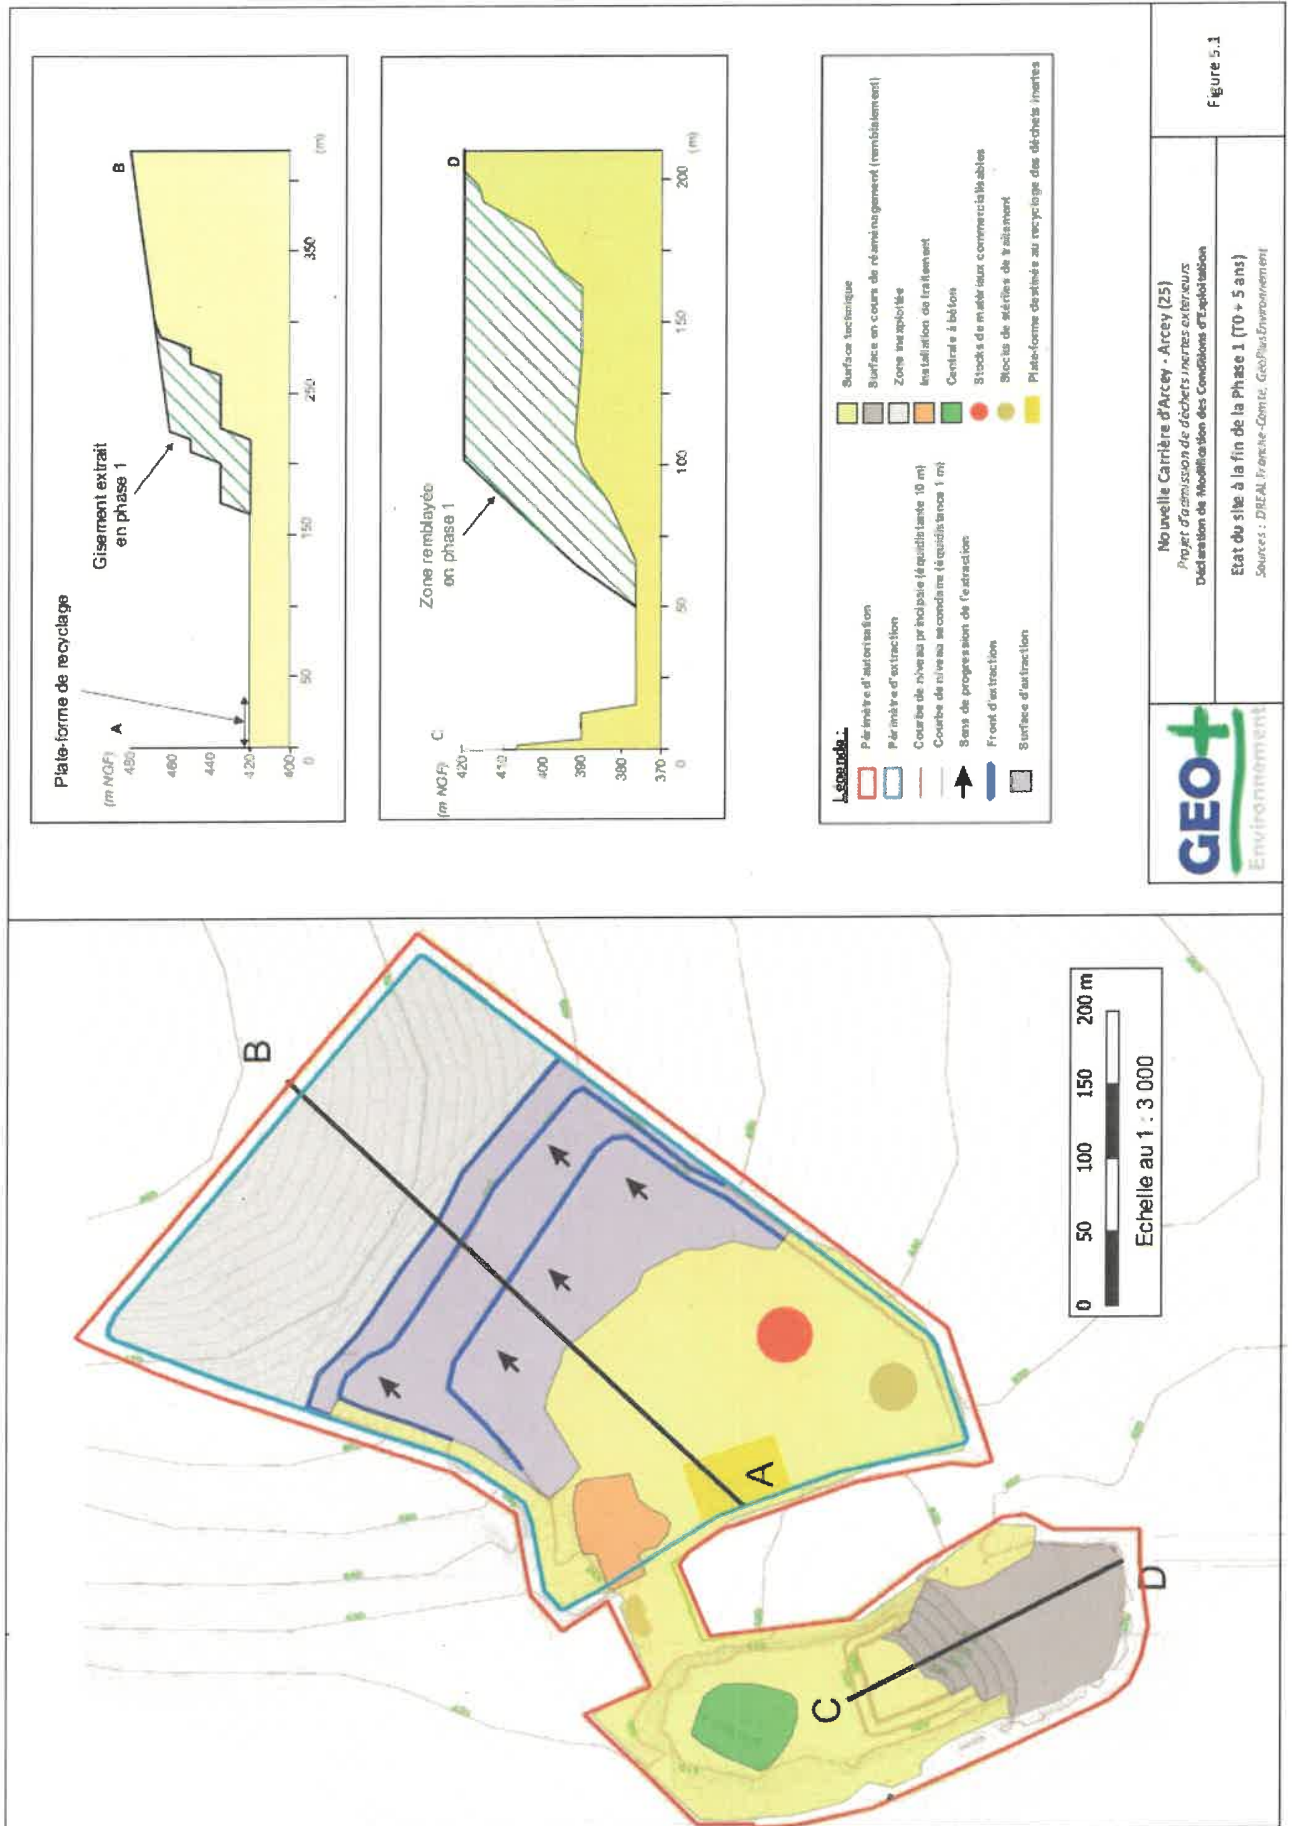 B
A
C
D
0 50 100 150 200 m
Echelle au 1 : 3 000
Plate-forme de recyclage
A
B
(m NGF)
480
460
440
420
400
0
50
150
250
350
(m)
Gisement extrait
en phase 1
C
D
(m NGF)
420
410
400
390
380
370
0
50
100
150
200
(m)
Zone remblayée
en phase 1
Légende :
Périmètre d'autorisation
Périmètre d'extraction
Courbe de niveau principale (équidistante 10 m)
Courbe de niveau secondaire (équidistance 1 m)
Sens de progression de l'extraction
Front d'extraction
Surface d'extraction
Surface technique
Surface en cours de réaménagement (remblaiement)
Zone inexploitée
Installation de traitement
Centrale à béton
Stocks de matériaux commercialisables
Stocks de stériles de traitement
Plate-forme destinée au recyclage des déchets inertes
GEO+
Environnement
Nouvelle Carrière d'Arcey - Arcey (25)
Projet d'admission de déchets inertes extérieurs
Déclaration de Modification des Conditions d'Exploitation
Etat du site à la fin de la Phase 1 (T0 + 5 ans)
Sources : DREAL Franche-Comté, GéoPlusEnvironnement
Figure 5.1